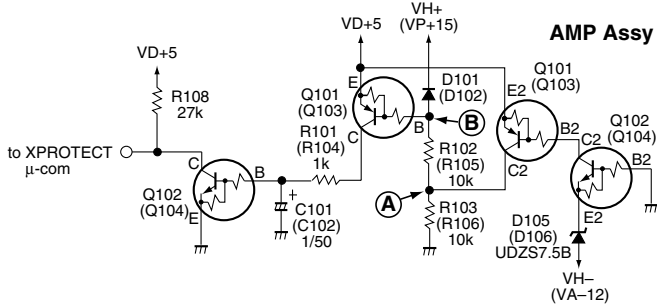 VH+
VD+5
(VP+15)
AMP Assy
VD+5
D101
(D102)
Q101
(Q103)
E
E2
Q101
(Q103)
R108
27k
R101
(R104)
1k
C
B
B
B2
C2
Q102
(Q104)
R102
(R105)
10k
C2
B2
to XPROTECT
μ-com
C
B
Q102
(Q104)
E
+
C101
(C102)
1/50
A
R103
(R106)
10k
E2
D105
(D106)
UDZS7.5B
VH–
(VA–12)